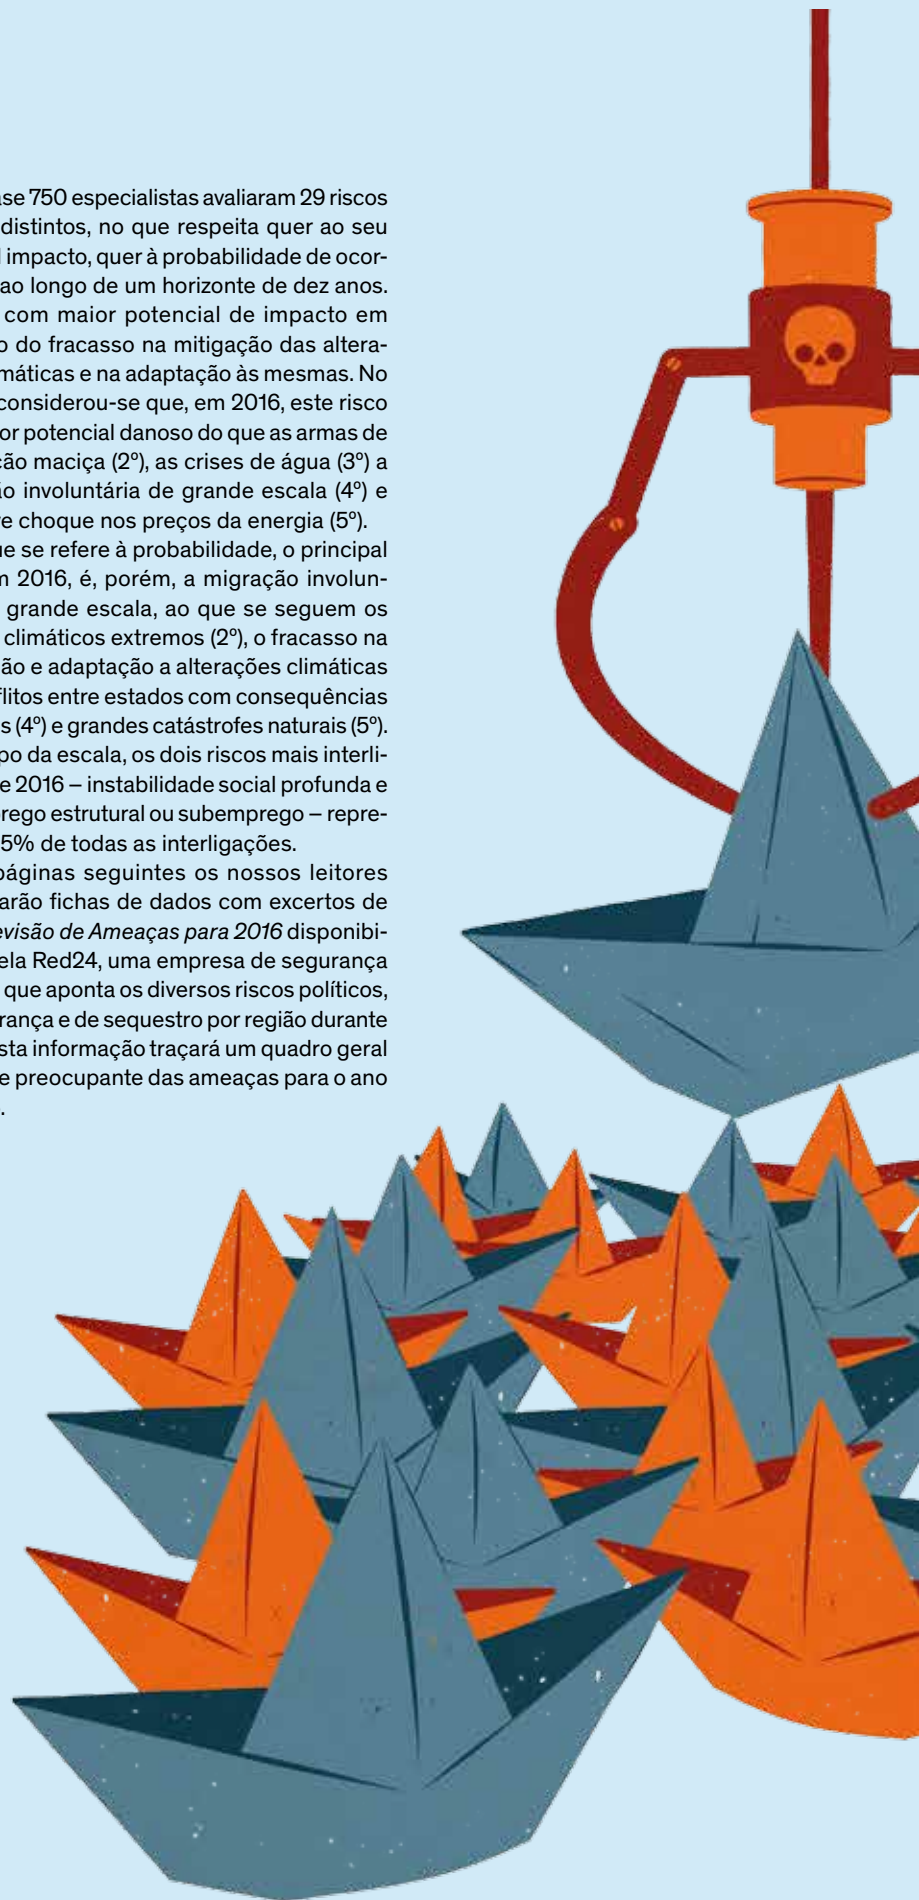 ase 750 especialistas avaliaram 29 riscos
distintos, no que respeita quer ao seu
l impacto, quer à probabilidade de ocor-
ao longo de um horizonte de dez anos.
com maior potencial de impacto em
o do fracasso na mitigação das altera-
máticas e na adaptação às mesmas. No
considerou-se que, em 2016, este risco
or potencial danoso do que as armas de
ção maciça (2º), as crises de água (3º) a
ão involuntária de grande escala (4º) e
e choque nos preços da energia (5º).
ue se refere à probabilidade, o principal
m 2016, é, porém, a migração involun-
grande escala, ao que se seguem os
climáticos extremos (2º), o fracasso na
ão e adaptação a alterações climáticas
flitos entre estados com consequências
s (4º) e grandes catástrofes naturais (5º).
po da escala, os dois riscos mais interli-
e 2016 – instabilidade social profunda e
rego estrutural ou subemprego – repre-
5% de todas as interligações.
páginas seguintes os nossos leitores
arão fichas de dados com excertos de
evisão de Ameaças para 2016 disponibi-
ela Red24, uma empresa de segurança
que aponta os diversos riscos políticos,
rança e de sequestro por região durante
sta informação traçará um quadro geral
e preocupante das ameaças para o ano
.